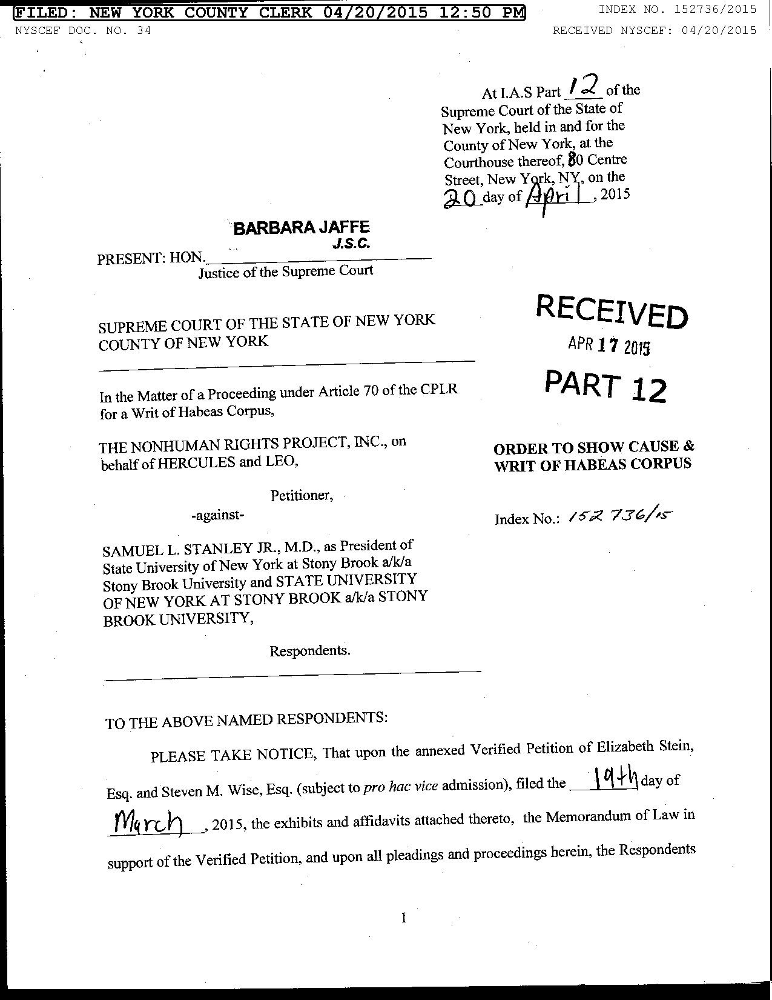 FILED: NEW YORK COUNTY CLERK 04/20/2015 12:50 PM
INDEX NO. 152736/2015
NYSCEF DOC. NO. 34
RECEIVED NYSCEF: 04/20/2015
At I.A.S Part 12 of the
Supreme Court of the State of
New York, held in and for the
County of New York, at the
Courthouse thereof, 80 Centre
Street, New York, NY, on the
20 day of April, 2015
BARBARA JAFFE
J.S.C.
PRESENT: HON.
Justice of the Supreme Court
RECEIVED
APR 17 2015
PART 12
SUPREME COURT OF THE STATE OF NEW YORK
COUNTY OF NEW YORK
In the Matter of a Proceeding under Article 70 of the CPLR
for a Writ of Habeas Corpus,
THE NONHUMAN RIGHTS PROJECT, INC., on
behalf of HERCULES and LEO,
Petitioner,
-against-
ORDER TO SHOW CAUSE &
WRIT OF HABEAS CORPUS
Index No.: 152 736/15
SAMUEL L. STANLEY JR., M.D., as President of
State University of New York at Stony Brook a/k/a
Stony Brook University and STATE UNIVERSITY
OF NEW YORK AT STONY BROOK a/k/a STONY
BROOK UNIVERSITY,
Respondents.
TO THE ABOVE NAMED RESPONDENTS:
PLEASE TAKE NOTICE, That upon the annexed Verified Petition of Elizabeth Stein,
Esq. and Steven M. Wise, Esq. (subject to pro hac vice admission), filed the 19th day of
March, 2015, the exhibits and affidavits attached thereto, the Memorandum of Law in
support of the Verified Petition, and upon all pleadings and proceedings herein, the Respondents
1